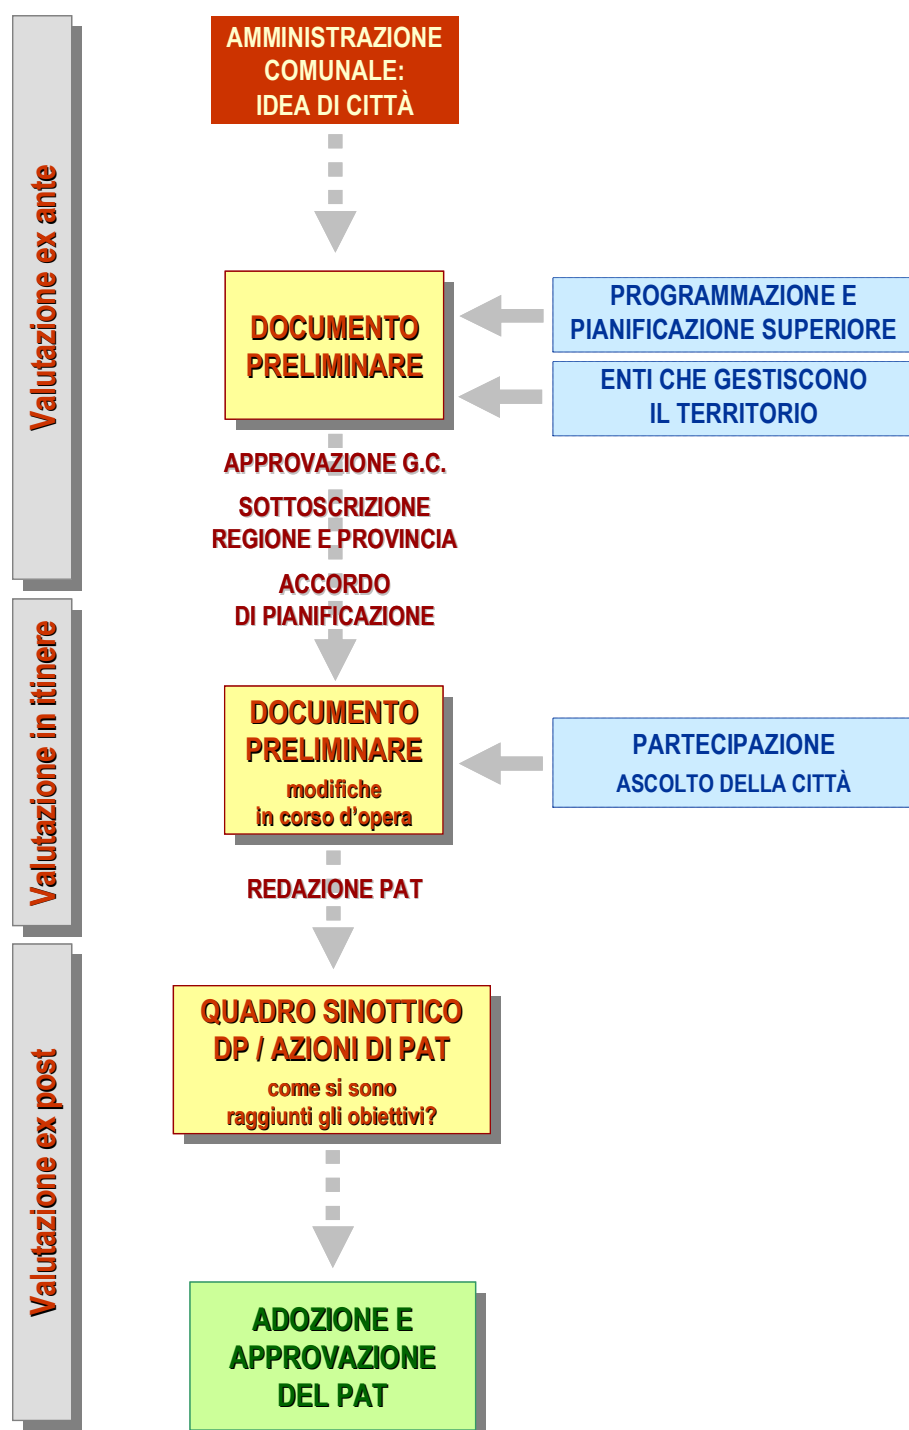 Valutazione ex ante
AMMINISTRAZIONE
COMUNALE:
IDEA DI CITTÀ
DOCUMENTO
PRELIMINARE
PROGRAMMAZIONE E
PIANIFICAZIONE SUPERIORE
ENTI CHE GESTISCONO
IL TERRITORIO
APPROVAZIONE G.C.
SOTTOSCRIZIONE
REGIONE E PROVINCIA
ACCORDO
DI PIANIFICAZIONE
Valutazione in itinere
DOCUMENTO
PRELIMINARE
modifiche
in corso d'opera
PARTECIPAZIONE
ASCOLTO DELLA CITTÀ
REDAZIONE PAT
Valutazione ex post
QUADRO SINOTTICO
DP / AZIONI DI PAT
come si sono
raggiunti gli obiettivi?
ADOZIONE E
APPROVAZIONE
DEL PAT